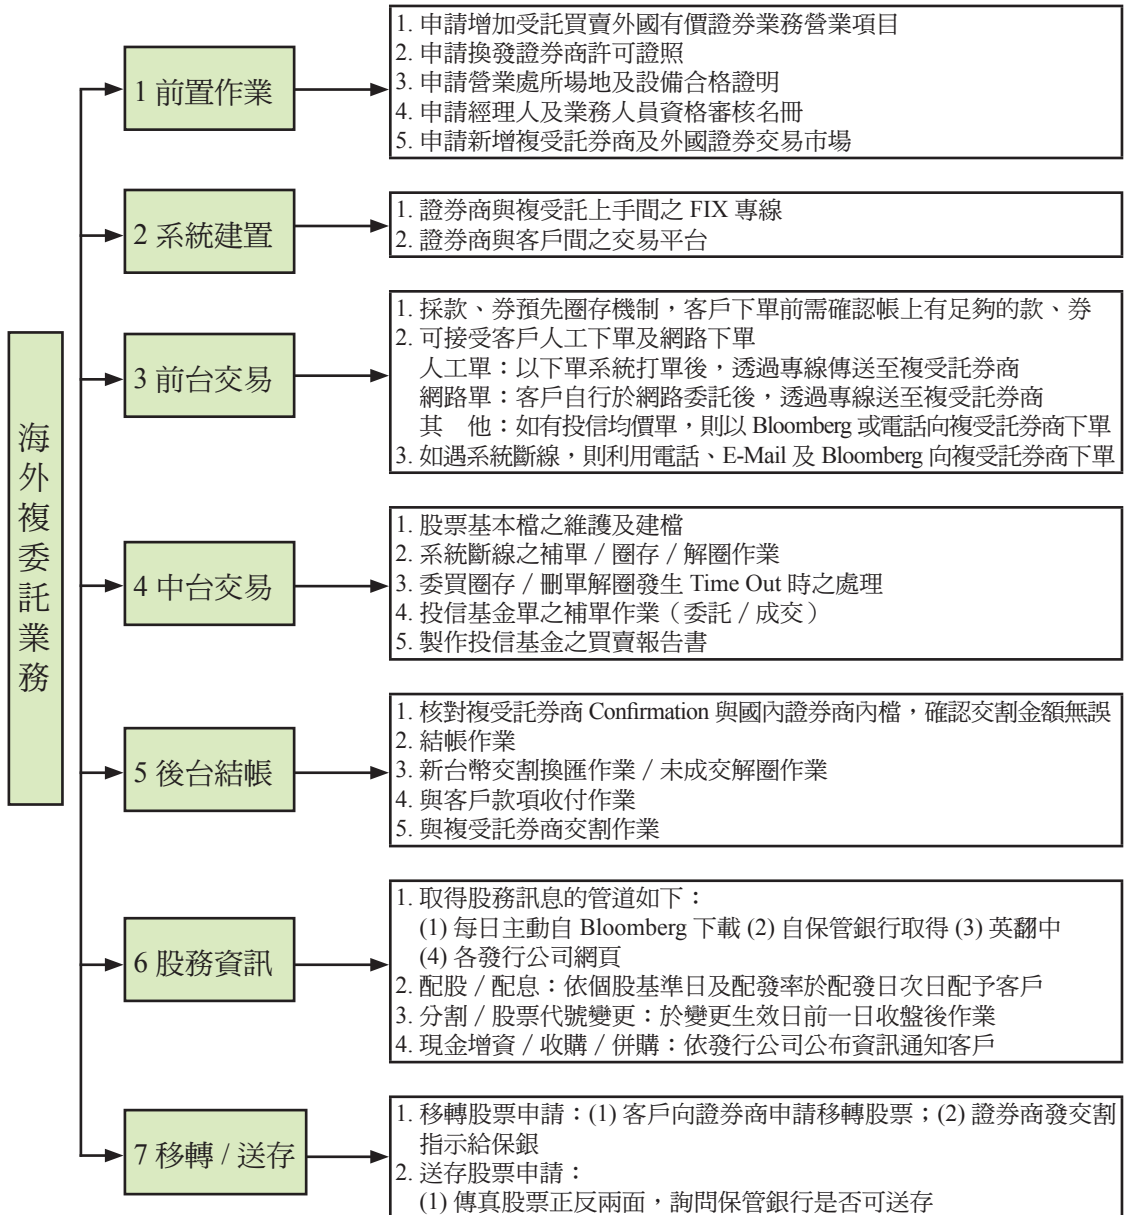 海外複委託業務
1 前置作業
1. 申請增加受託買賣外國有價證券業務營業項目
2. 申請換發證券商許可證照
3. 申請營業處所場地及設備合格證明
4. 申請經理人及業務人員資格審核名冊
5. 申請新增複受託券商及外國證券交易市場
2 系統建置
1. 證券商與複受託上手間之 FIX 專線
2. 證券商與客戶間之交易平台
3 前台交易
1. 採款、券預先圈存機制，客戶下單前需確認帳上有足夠的款、券
2. 可接受客戶人工下單及網路下單
人工單：以下單系統打單後，透過專線傳送至複受託券商
網路單：客戶自行於網路委託後，透過專線送至複受託券商
其　他：如有投信均價單，則以 Bloomberg 或電話向複受託券商下單
3. 如遇系統斷線，則利用電話、E-Mail 及 Bloomberg 向複受託券商下單
4 中台交易
1. 股票基本檔之維護及建檔
2. 系統斷線之補單 / 圈存 / 解圈作業
3. 委買圈存 / 刪單解圈發生 Time Out 時之處理
4. 投信基金單之補單作業（委託 / 成交）
5. 製作投信基金之買賣報告書
5 後台結帳
1. 核對複受託券商 Confirmation 與國內證券商內檔，確認交割金額無誤
2. 結帳作業
3. 新台幣交割換匯作業 / 未成交解圈作業
4. 與客戶款項收付作業
5. 與複受託券商交割作業
6 股務資訊
1. 取得股務訊息的管道如下：
(1) 每日主動自 Bloomberg 下載 (2) 自保管銀行取得 (3) 英翻中
(4) 各發行公司網頁
2. 配股 / 配息：依個股基準日及配發率於配發日次日配予客戶
3. 分割 / 股票代號變更：於變更生效日前一日收盤後作業
4. 現金增資 / 收購 / 併購：依發行公司公布資訊通知客戶
7 移轉 / 送存
1. 移轉股票申請：(1) 客戶向證券商申請移轉股票；(2) 證券商發交割
指示給保銀
2. 送存股票申請：
(1) 傳真股票正反兩面，詢問保管銀行是否可送存